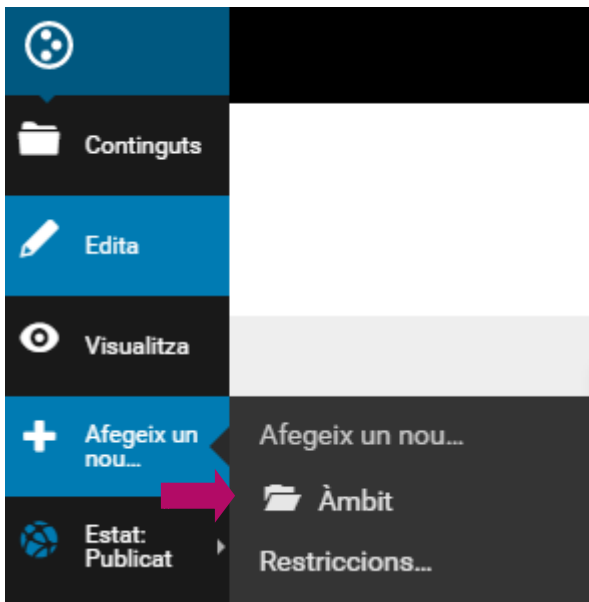 Continguts
Edita
Visualitza
Afegeix un
nou...
Afegeix un nou...
Àmbit
Estat:
Publicat
Restriccions...